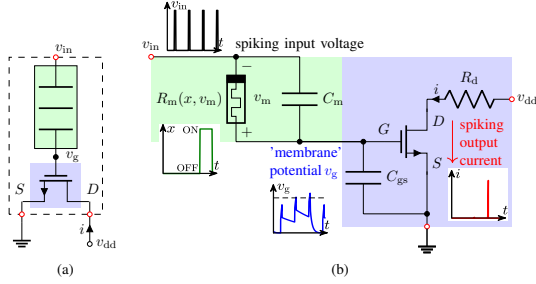 v_in
v_g
S
D
i
v_dd
(a)
(b)
v_in
t
v_in
spiking input voltage
R_m(x, v_m)
−
v_m
+
C_m
x
ON
OFF
t
R_d
i
v_dd
G
D
S
spiking
output
current
'membrane'
potential v_g
C_gs
v_g
t
i
t